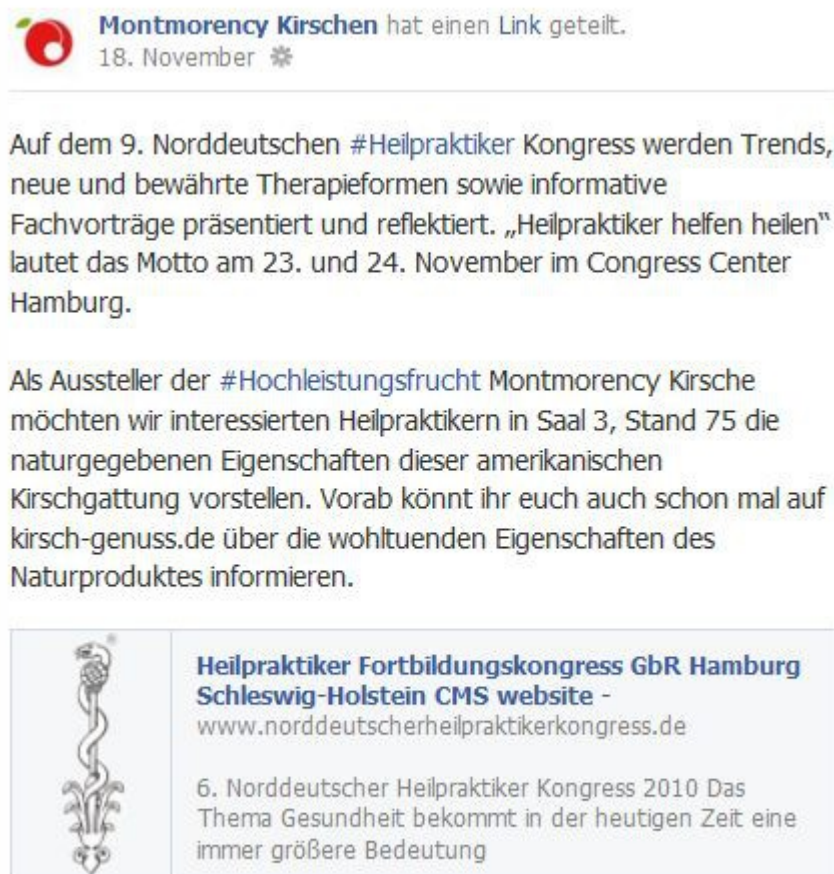 Montmorency Kirschen hat einen Link geteilt.
18. November
Auf dem 9. Norddeutschen #Heilpraktiker Kongress werden Trends,
neue und bewährte Therapieformen sowie informative
Fachvorträge präsentiert und reflektiert. „Heilpraktiker helfen heilen“
lautet das Motto am 23. und 24. November im Congress Center
Hamburg.
Als Aussteller der #Hochleistungsfrucht Montmorency Kirsche
möchten wir interessierten Heilpraktikern in Saal 3, Stand 75 die
naturgegebenen Eigenschaften dieser amerikanischen
Kirschgattung vorstellen. Vorab könnt ihr euch auch schon mal auf
kirsch-genuss.de über die wohltuenden Eigenschaften des
Naturproduktes informieren.
Heilpraktiker Fortbildungskongress GbR Hamburg
Schleswig-Holstein CMS website -
www.norddeutscherheilpraktikerkongress.de
6. Norddeutscher Heilpraktiker Kongress 2010 Das
Thema Gesundheit bekommt in der heutigen Zeit eine
immer größere Bedeutung